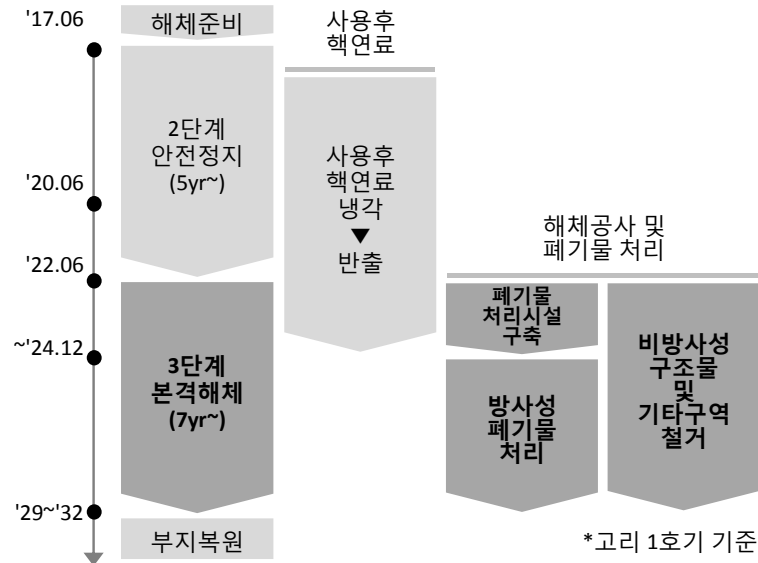 '17.06
해체준비
사용후
핵연료
2단계
안전정지
(5yr~)
사용후
핵연료
냉각
▼
반출
'20.06
해체공사 및
폐기물 처리
'22.06
~'24.12
3단계
본격해체
(7yr~)
폐기물
처리시설
구축
방사성
폐기물
처리
비방사성
구조물
및
기타구역
철거
'29~'32
부지복원
*고리 1호기 기준